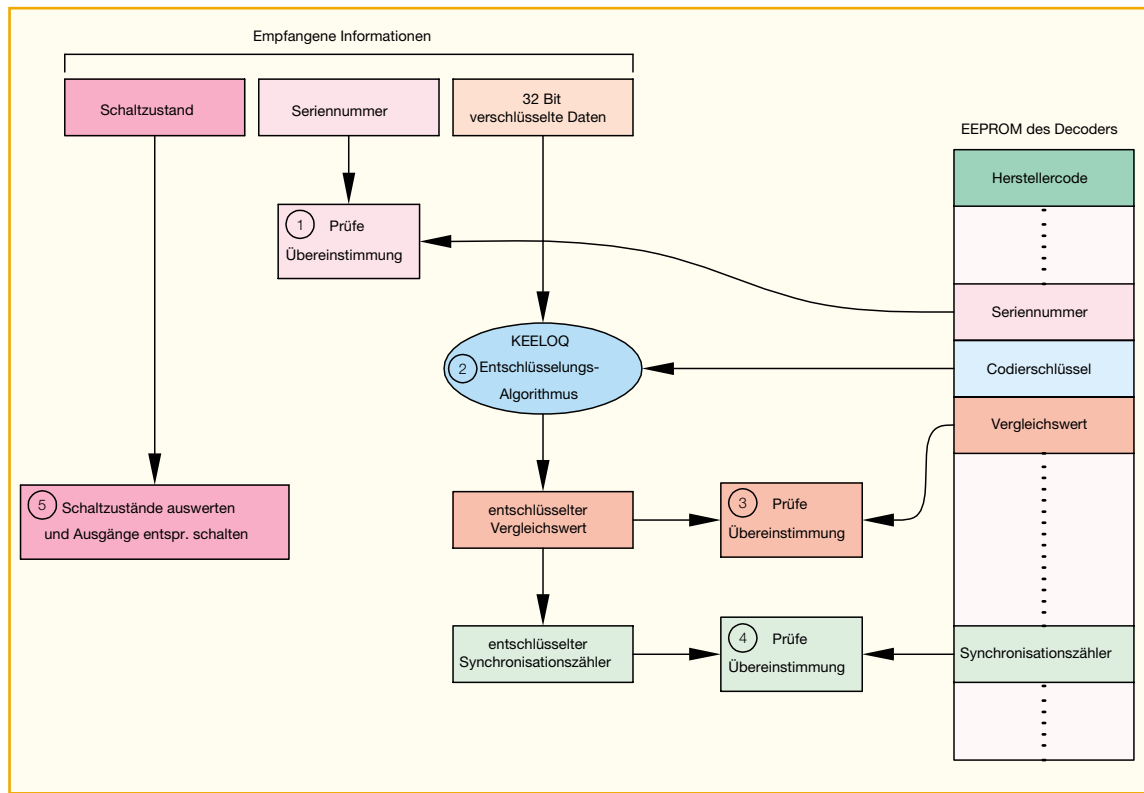 Empfangene Informationen
Schaltzustand
Seriennummer
32 Bit
verschlüsselte Daten
EEPROM des Decoders
Herstellercode
1 Prüfe
Übereinstimmung
Seriennummer
KEELOQ
2 Entschlüsselungs-
Algorithmus
Codierschlüssel
Vergleichswert
5 Schaltzustände auswerten
und Ausgänge entspr. schalten
entschlüsselter
Vergleichswert
3 Prüfe
Übereinstimmung
entschlüsselter
Synchronisationszähler
4 Prüfe
Übereinstimmung
Synchronisationszähler